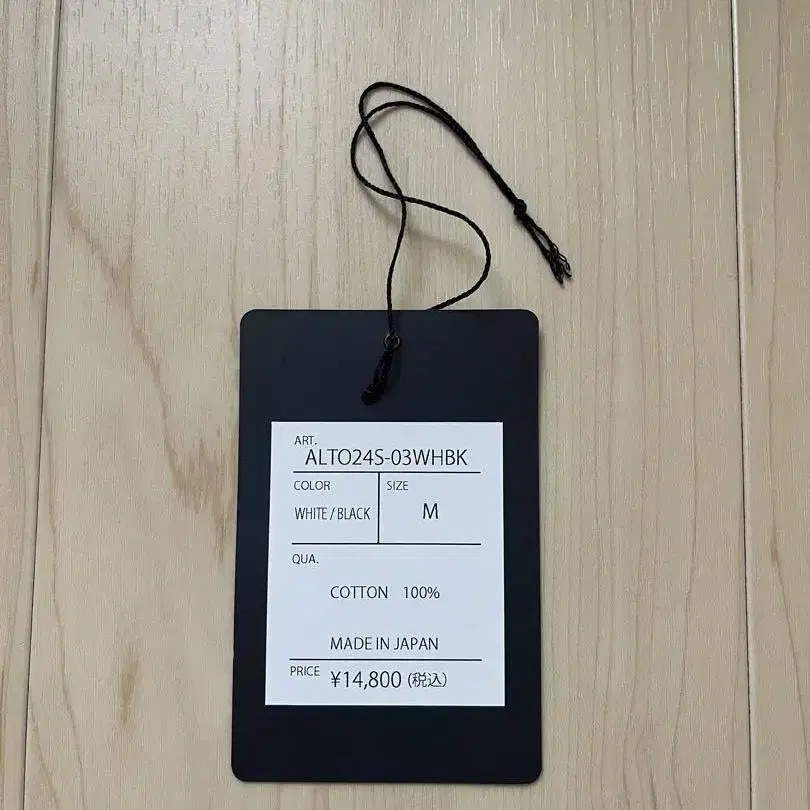 ART.
ALTO24S-03WHBK
COLOR SIZE
WHITE / BLACK M
QUA.
COTTON 100%
MADE IN JAPAN
PRICE ¥14,800 (税込)